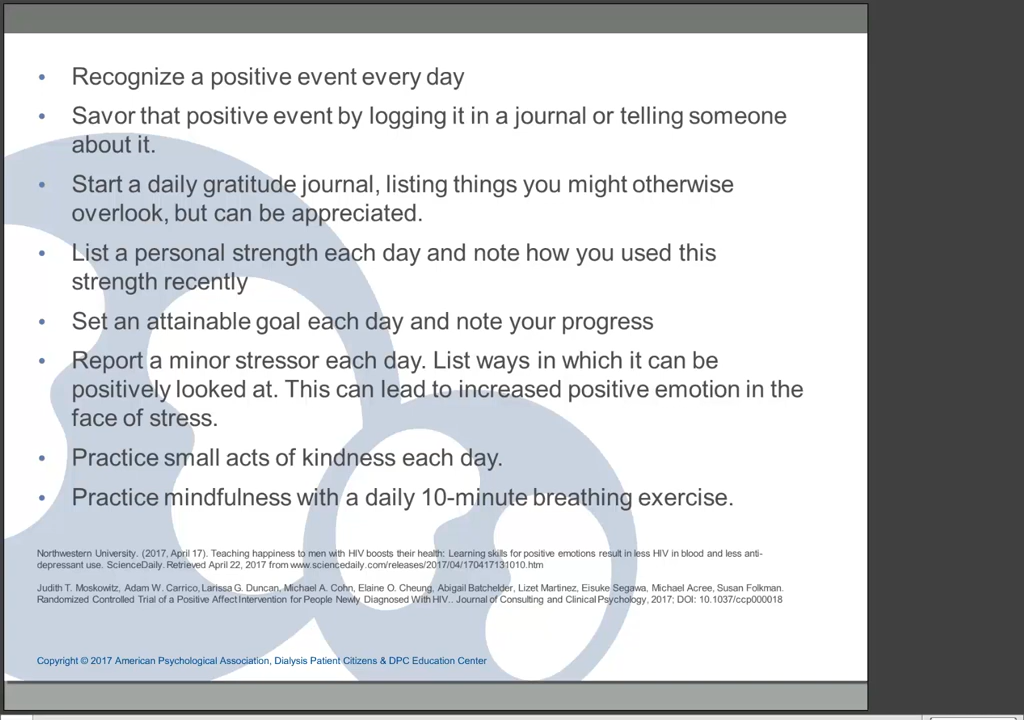 • Recognize a positive event every day
• Savor that positive event by logging it in a journal or telling someone
about it.
• Start a daily gratitude journal, listing things you might otherwise
overlook, but can be appreciated.
• List a personal strength each day and note how you used this
strength recently
• Set an attainable goal each day and note your progress
• Report a minor stressor each day. List ways in which it can be
positively looked at. This can lead to increased positive emotion in the
face of stress.
• Practice small acts of kindness each day.
• Practice mindfulness with a daily 10-minute breathing exercise.
Northwestern University. (2017, April 17). Teaching happiness to men with HIV boosts their health: Learning skills for positive emotions result in less HIV in blood and less anti-
depressant use. ScienceDaily. Retrieved April 22, 2017 from www.sciencedaily.com/releases/2017/04/170417131010.htm
Judith T. Moskowitz, Adam W. Carrico, Larissa G. Duncan, Michael A. Cohn, Elaine O. Cheung, Abigail Batchelder, Lizet Martinez, Eisuke Segawa, Michael Acree, Susan Folkman.
Randomized Controlled Trial of a Positive Affect Intervention for People Newly Diagnosed With HIV.. Journal of Consulting and Clinical Psychology, 2017; DOI: 10.1037/ccp000018
Copyright © 2017 American Psychological Association, Dialysis Patient Citizens & DPC Education Center